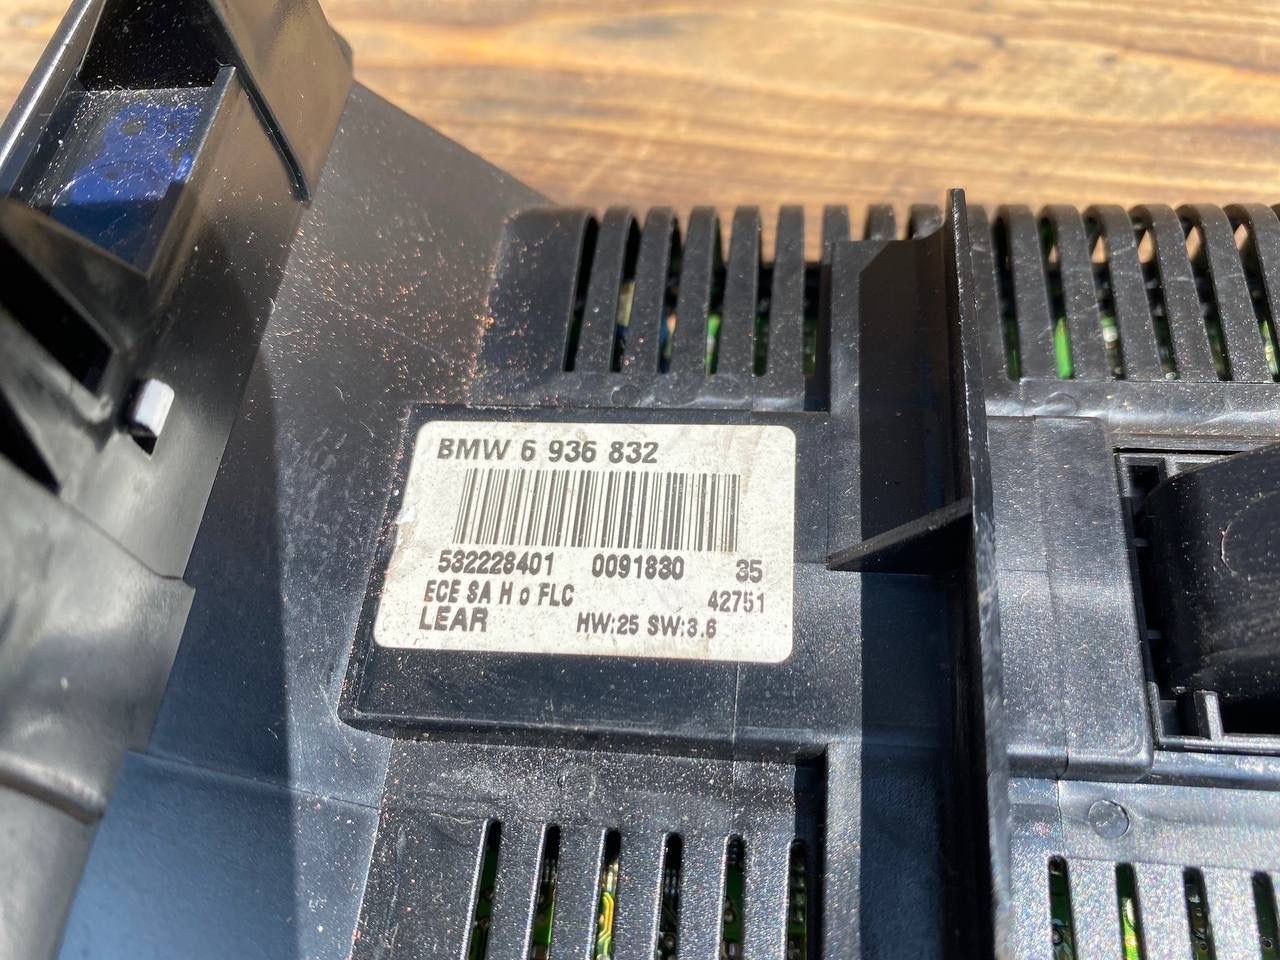 BMW 6 936 832
532228401 0091830 35
ECE SA H o FLC 42751
LEAR HW:25 SW:3.6